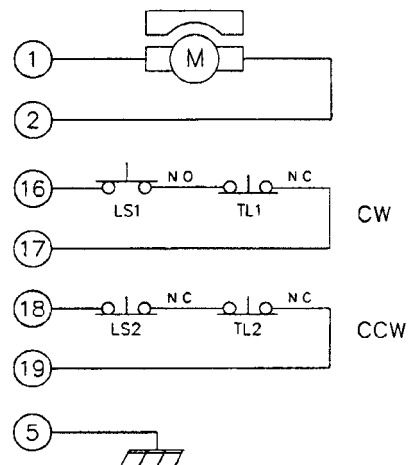 M
1
2
16 NO NC
LS1 TL1
CW
17
18 NC NC
LS2 TL2
CCW
19
5